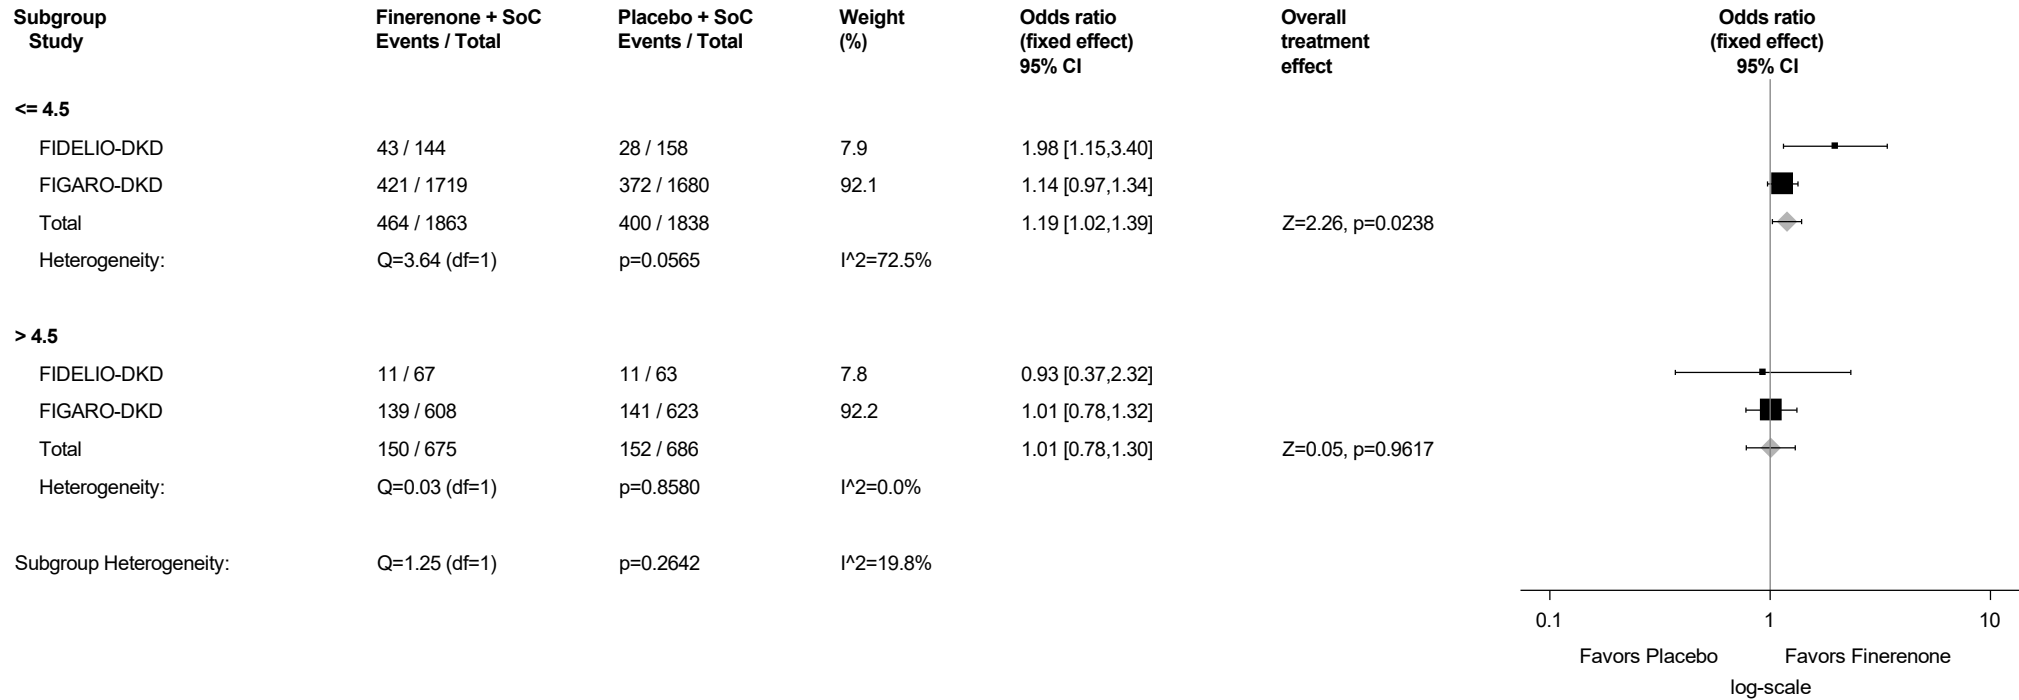 Subgroup Finerenone + SoC Placebo + SoC Weight Odds ratio Overall Odds ratio
Study Events / Total Events / Total (%) (fixed effect) treatment (fixed effect)
95% CI effect 95% CI
<= 4.5
FIDELIO-DKD 43 / 144 28 / 158 7.9 1.98 [1.15,3.40]
FIGARO-DKD 421 / 1719 372 / 1680 92.1 1.14 [0.97,1.34]
Total 464 / 1863 400 / 1838 1.19 [1.02,1.39] Z=2.26, p=0.0238
Heterogeneity: Q=3.64 (df=1) p=0.0565 I^2=72.5%
> 4.5
FIDELIO-DKD 11 / 67 11 / 63 7.8 0.93 [0.37,2.32]
FIGARO-DKD 139 / 608 141 / 623 92.2 1.01 [0.78,1.32]
Total 150 / 675 152 / 686 1.01 [0.78,1.30] Z=0.05, p=0.9617
Heterogeneity: Q=0.03 (df=1) p=0.8580 I^2=0.0%
Subgroup Heterogeneity: Q=1.25 (df=1) p=0.2642 I^2=19.8%
0.1 1 10
Favors Placebo Favors Finerenone
log-scale